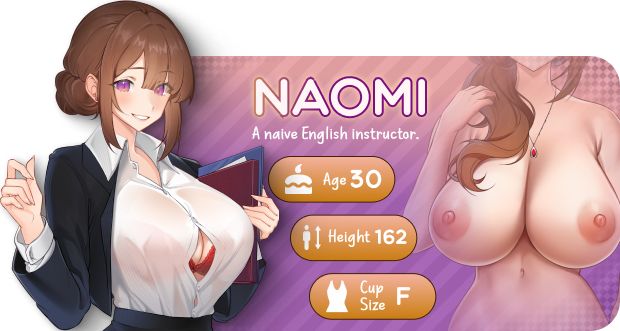 NAOMI
A naive English instructor.
Age 30
Height 162
Cup
Size F